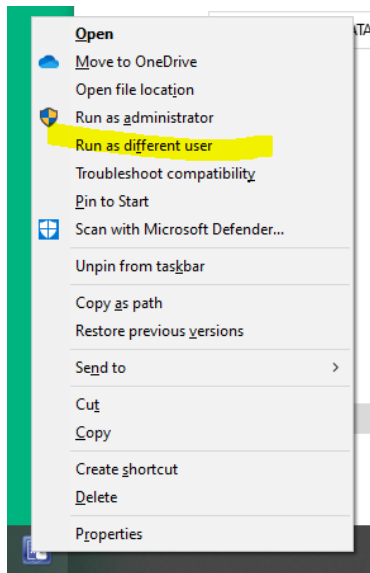 Open
ATA
Move to OneDrive
Open file location
Run as administrator
Run as different user
Troubleshoot compatibility
Pin to Start
Scan with Microsoft Defender...
Unpin from taskbar
Copy as path
Restore previous versions
Send to
Cut
Copy
Create shortcut
Delete
Properties